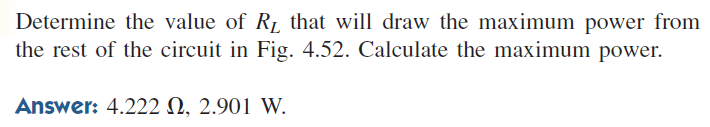 Determine the value of R_L that will draw the maximum power from
the rest of the circuit in Fig. 4.52. Calculate the maximum power.
Answer: 4.222 Ω, 2.901 W.